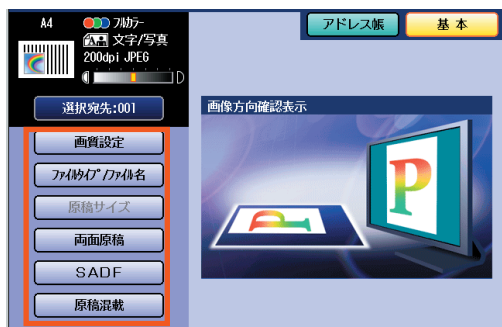 A4
ﾌﾙｶﾗｰ
文字/写真
200dpi JPEG
D
選択宛先:001
アドレス帳
基本
画像方向確認表示
画質設定
ﾌｧｲﾙﾀｲﾌﾟ/ﾌｧｲﾙ名
原稿サイズ
両面原稿
SADF
原稿混載
P
P